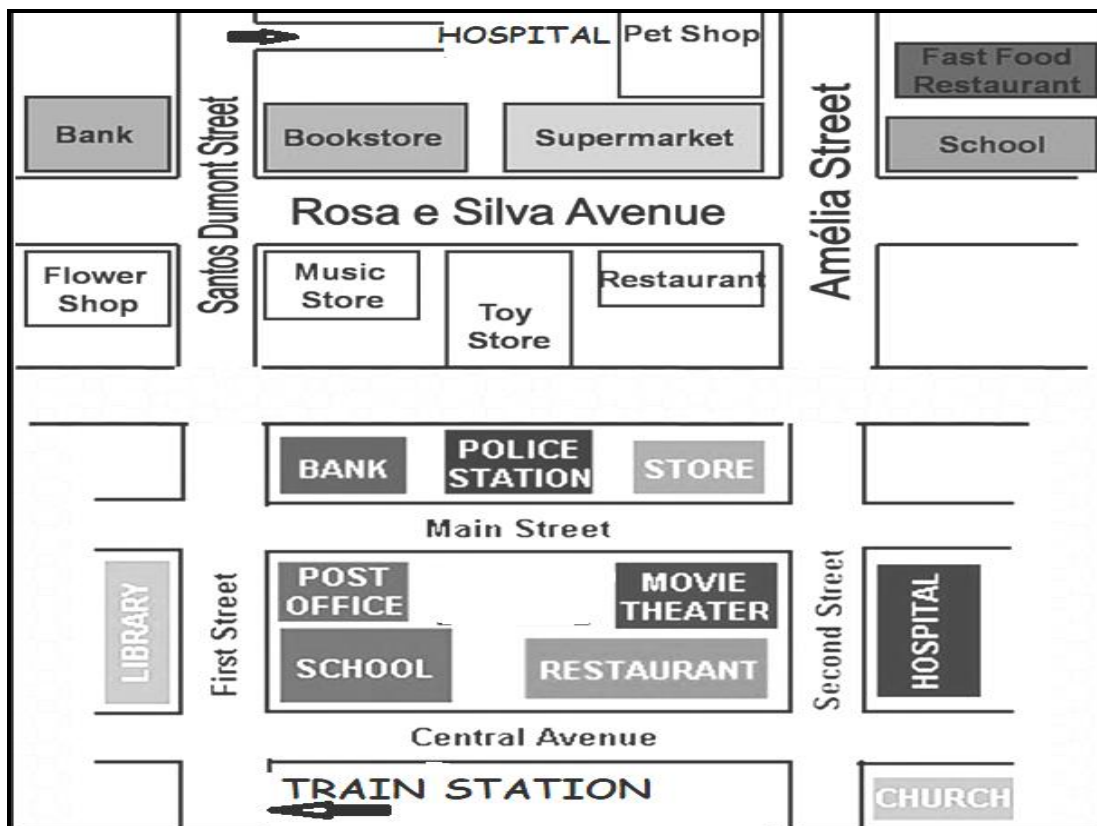 HOSPITAL
Pet Shop
Fast Food
Restaurant
Bank
Santos Dumont Street
Bookstore
Supermarket
Amélia Street
School
Rosa e Silva Avenue
Flower
Shop
Music
Store
Toy
Store
Restaurant
BANK
POLICE
STATION
STORE
Main Street
LIBRARY
First Street
POST
OFFICE
MOVIE
THEATER
Second Street
HOSPITAL
SCHOOL
RESTAURANT
Central Avenue
TRAIN STATION
CHURCH